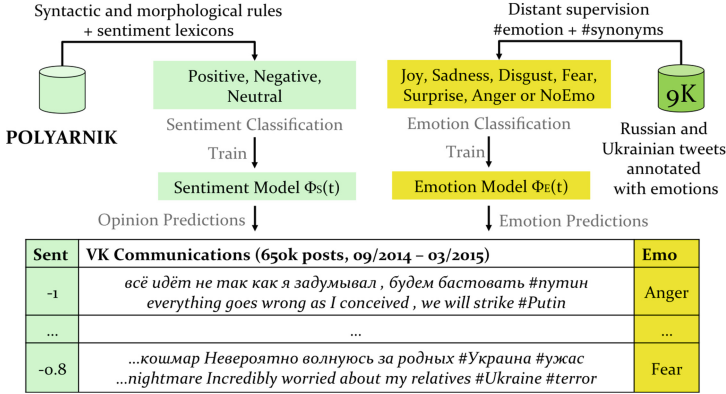 Syntactic and morphological rules
+ sentiment lexicons
Distant supervision
#emotion + #synonyms
POLYARNIK
Positive, Negative,
Neutral
Joy, Sadness, Disgust, Fear,
Surprise, Anger or NoEmo
9K
Russian and
Ukrainian tweets
annotated
with emotions
Sentiment Classification
Emotion Classification
Train
Train
Sentiment Model Φs(t)
Emotion Model ΦE(t)
Opinion Predictions
Emotion Predictions
Sent VK Communications (650k posts, 09/2014 – 03/2015) Emo
-1
всё идёт не так как я задумывал , будем бастовать #путин
everything goes wrong as I conceived , we will strike #Putin
Anger
... ... ...
-0.8
...кошмар Невероятно волнуюсь за родных #Украина #ужас
...nightmare Incredibly worried about my relatives #Ukraine #terror
Fear